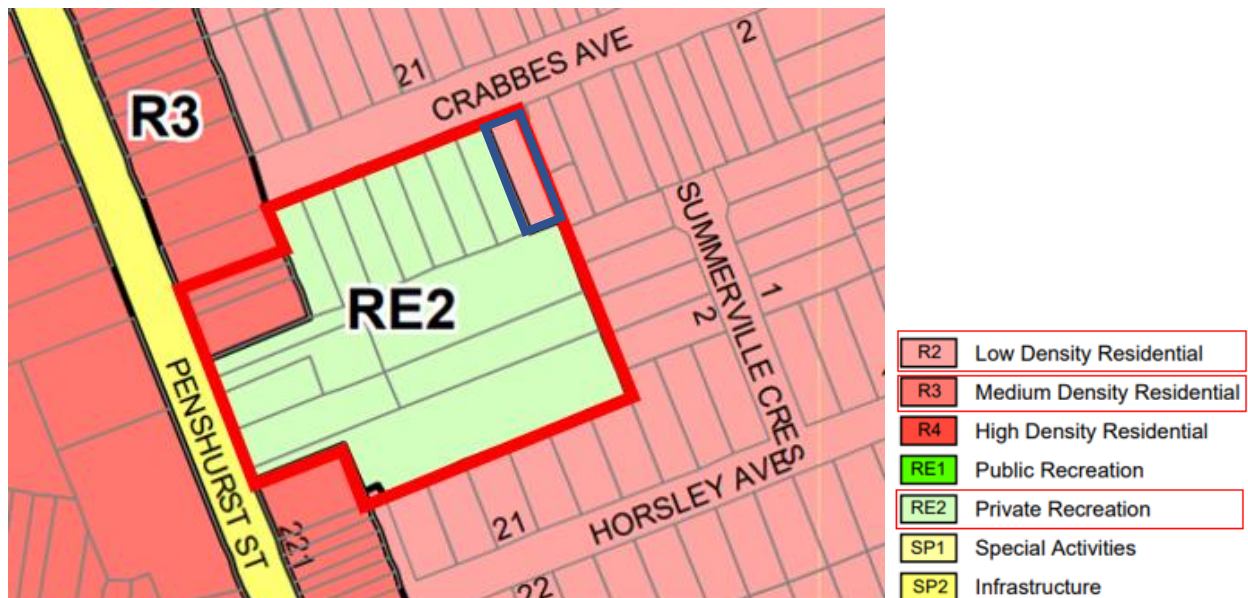 R3
21
CRABBES AVE
2
RE2
SUMMERVILLE CRES
1
2
PENSHURST ST
221
21
HORSLEY AVE
22
R2 Low Density Residential
R3 Medium Density Residential
R4 High Density Residential
RE1 Public Recreation
RE2 Private Recreation
SP1 Special Activities
SP2 Infrastructure